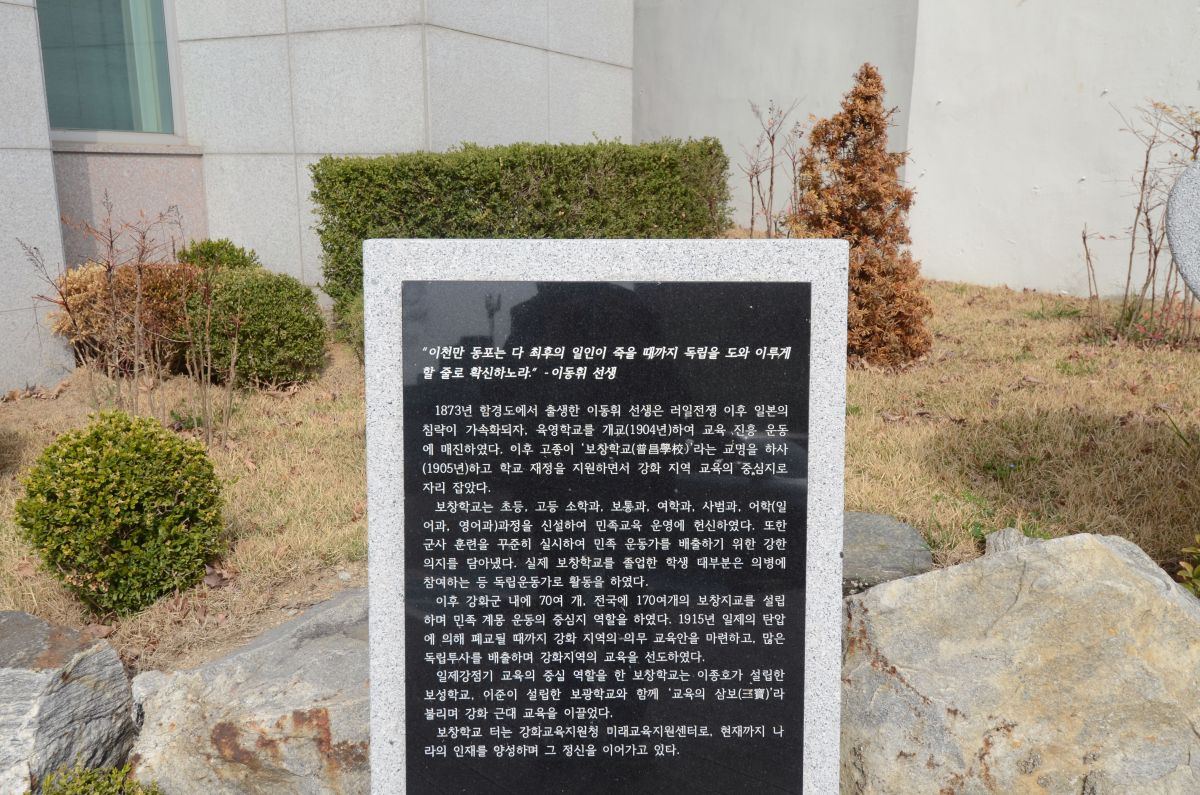 "이천만 동포는 다 최후의 일인이 죽을 때까지 독립을 도와 이루게
할 줄로 확신하노라." - 이동휘 선생
1873년 함경도에서 출생한 이동휘 선생은 러일전쟁 이후 일본의
침략이 가속화되자, 육영학교를 개교(1904년)하여 교육 진흥 운동
에 매진하였다. 이후 고종이 '보창학교(普昌學校)'라는 교명을 하사
(1905년)하고 학교 재정을 지원하면서 강화 지역 교육의 중심지로
자리 잡았다.
보창학교는 초등, 고등 소학과, 보통과, 여학과, 사범과, 어학(일
어과, 영어과)과정을 신설하여 민족교육 운영에 헌신하였다. 또한
군사 훈련을 꾸준히 실시하여 민족 운동가를 배출하기 위한 강한
의지를 담아냈다. 실제 보창학교를 졸업한 학생 대부분은 의병에
참여하는 등 독립운동가로 활동을 하였다.
이후 강화군 내에 70여 개, 전국에 170여개의 보창지교를 설립
하며 민족 계몽 운동의 중심지 역할을 하였다. 1915년 일제의 탄압
에 의해 폐교될 때까지 강화 지역의 의무 교육안을 마련하고, 많은
독립투사를 배출하며 강화지역의 교육을 선도하였다.
일제강점기 교육의 중심 역할을 한 보창학교는 이종호가 설립한
보성학교, 이준이 설립한 보광학교와 함께 '교육의 삼보(三寶)'라
불리며 강화 근대 교육을 이끌었다.
보창학교 터는 강화교육지원청 미래교육지원센터로, 현재까지 나
라의 인재를 양성하며 그 정신을 이어가고 있다.